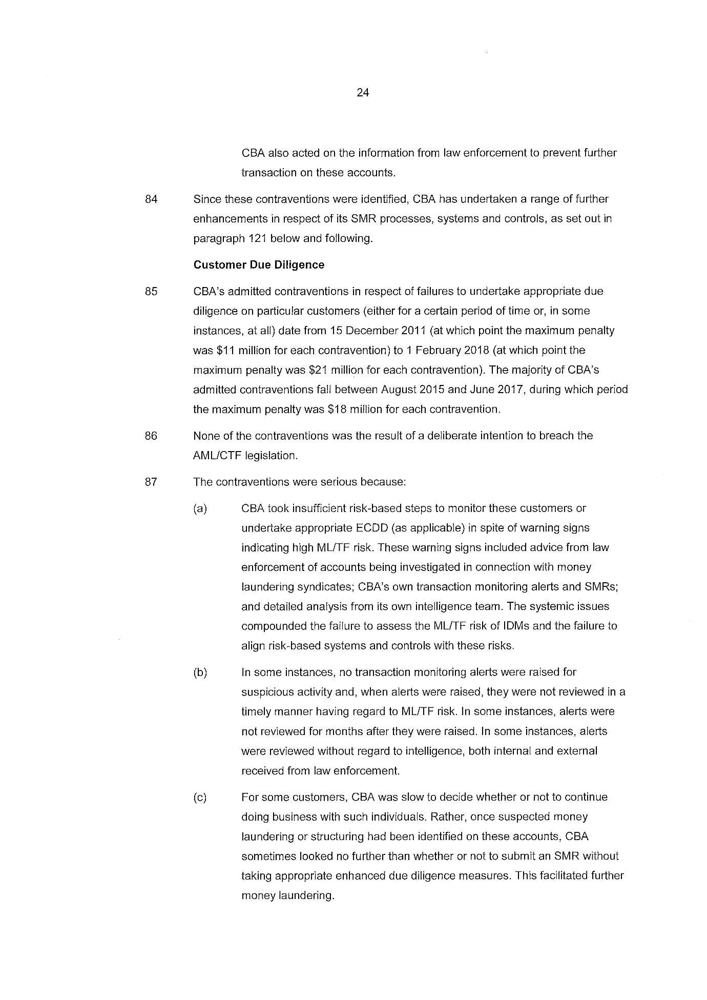 24
CBA also acted on the information from law enforcement to prevent further
transaction on these accounts.
84 Since these contraventions were identified, CBA has undertaken a range of further
enhancements in respect of its SMR processes, systems and controls, as set out in
paragraph 121 below and following.
Customer Due Diligence
85 CBA's admitted contraventions in respect of failures to undertake appropriate due
diligence on particular customers (either for a certain period of time or, in some
instances, at all) date from 15 December 2011 (at which point the maximum penalty
was $11 million for each contravention) to 1 February 2018 (at which point the
maximum penalty was $21 million for each contravention). The majority of CBA's
admitted contraventions fall between August 2015 and June 2017, during which period
the maximum penalty was $18 million for each contravention.
86 None of the contraventions was the result of a deliberate intention to breach the
AML/CTF legislation.
87 The contraventions were serious because:
(a) CBA took insufficient risk-based steps to monitor these customers or
undertake appropriate ECDD (as applicable) in spite of warning signs
indicating high ML/TF risk. These warning signs included advice from law
enforcement of accounts being investigated in connection with money
laundering syndicates; CBA's own transaction monitoring alerts and SMRs;
and detailed analysis from its own intelligence team. The systemic issues
compounded the failure to assess the ML/TF risk of IDMs and the failure to
align risk-based systems and controls with these risks.
(b) In some instances, no transaction monitoring alerts were raised for
suspicious activity and, when alerts were raised, they were not reviewed in a
timely manner having regard to ML/TF risk. In some instances, alerts were
not reviewed for months after they were raised. In some instances, alerts
were reviewed without regard to intelligence, both internal and external
received from law enforcement.
(c) For some customers, CBA was slow to decide whether or not to continue
doing business with such individuals. Rather, once suspected money
laundering or structuring had been identified on these accounts, CBA
sometimes looked no further than whether or not to submit an SMR without
taking appropriate enhanced due diligence measures. This facilitated further
money laundering.